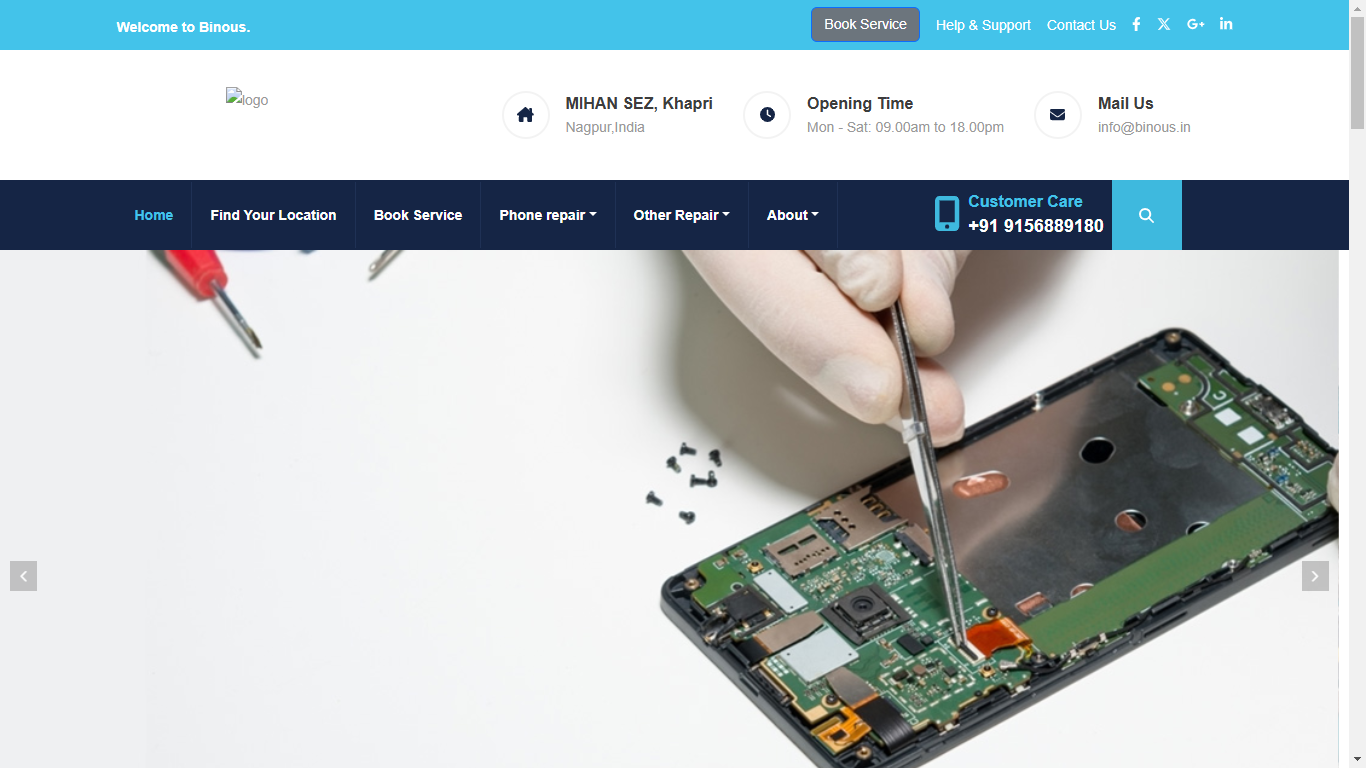 Welcome to Binous.
Book Service
Help & Support
Contact Us
logo
MIHAN SEZ, Khapri
Nagpur,India
Opening Time
Mon - Sat: 09.00am to 18.00pm
Mail Us
info@binous.in
Home
Find Your Location
Book Service
Phone repair
Other Repair
About
Customer Care
+91 9156889180